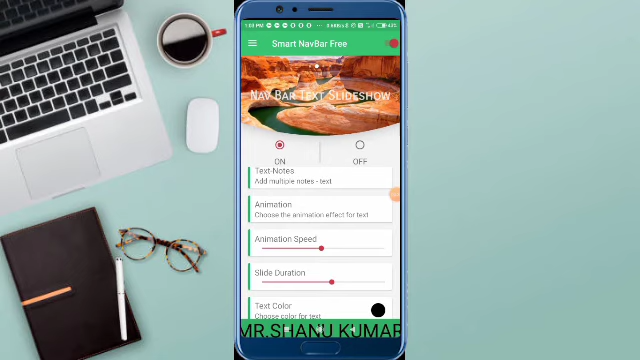 1:03 PM
Smart NavBar Free
NAV BAR TEXT SLIDESHOW
ON
OFF
Text-Notes
Add multiple notes - text
Animation
Choose the animation effect for text
Animation Speed
Slide Duration
Text Color
Choose color for text
MR.SHANU KUMAR